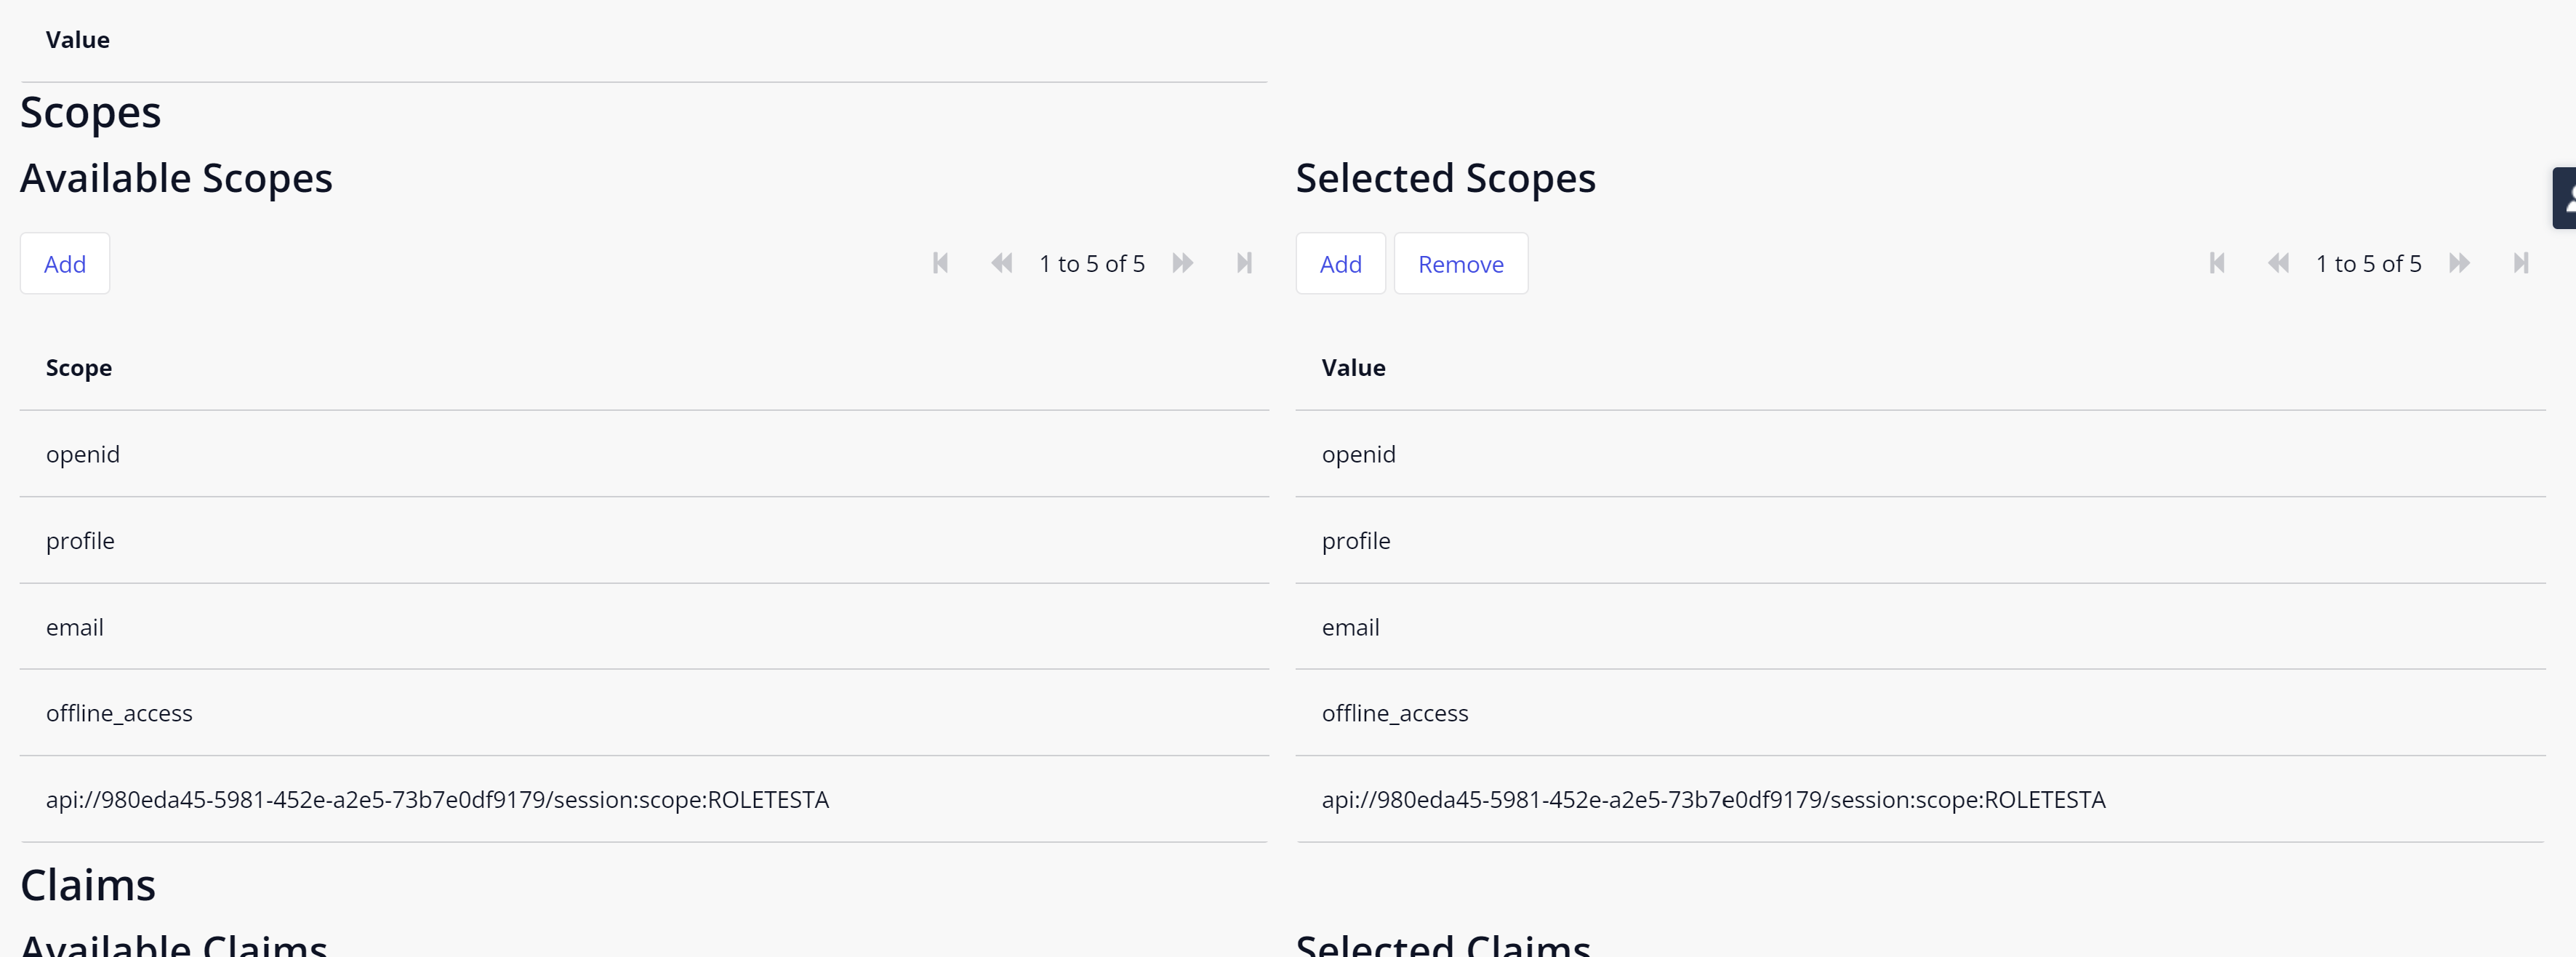 Value
Scopes
Available Scopes
Selected Scopes
Add
1 to 5 of 5
Add
Remove
1 to 5 of 5
Scope
Value
openid
openid
profile
profile
email
email
offline_access
offline_access
api://980eda45-5981-452e-a2e5-73b7e0df9179/session:scope:ROLETESTA
api://980eda45-5981-452e-a2e5-73b7e0df9179/session:scope:ROLETESTA
Claims
Available Claims
Selected Claims